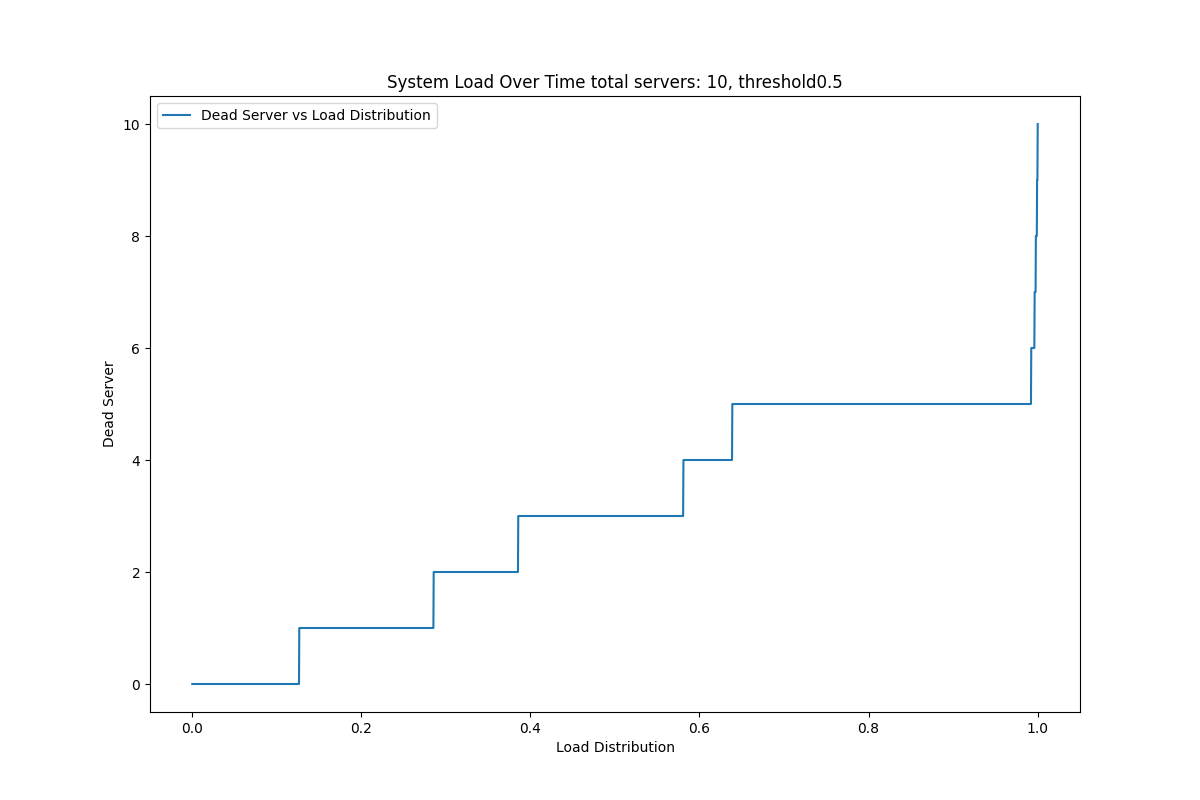 System Load Over Time total servers: 10, threshold0.5
Dead Server vs Load Distribution
10
8
6
4
2
0
Dead Server
0.0 0.2 0.4 0.6 0.8 1.0
Load Distribution